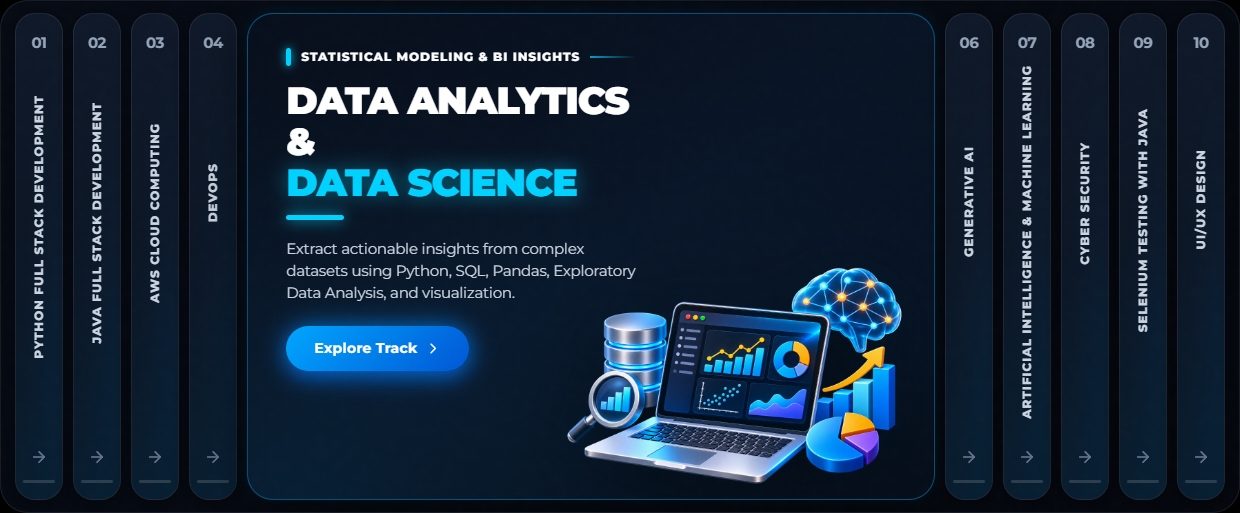 01
PYTHON FULL STACK DEVELOPMENT
02
JAVA FULL STACK DEVELOPMENT
03
AWS CLOUD COMPUTING
04
DEVOPS
STATISTICAL MODELING & BI INSIGHTS
DATA ANALYTICS
&
DATA SCIENCE
Extract actionable insights from complex
datasets using Python, SQL, Pandas, Exploratory
Data Analysis, and visualization.
Explore Track
06
GENERATIVE AI
07
ARTIFICIAL INTELLIGENCE & MACHINE LEARNING
08
CYBER SECURITY
09
SELENIUM TESTING WITH JAVA
10
UI/UX DESIGN